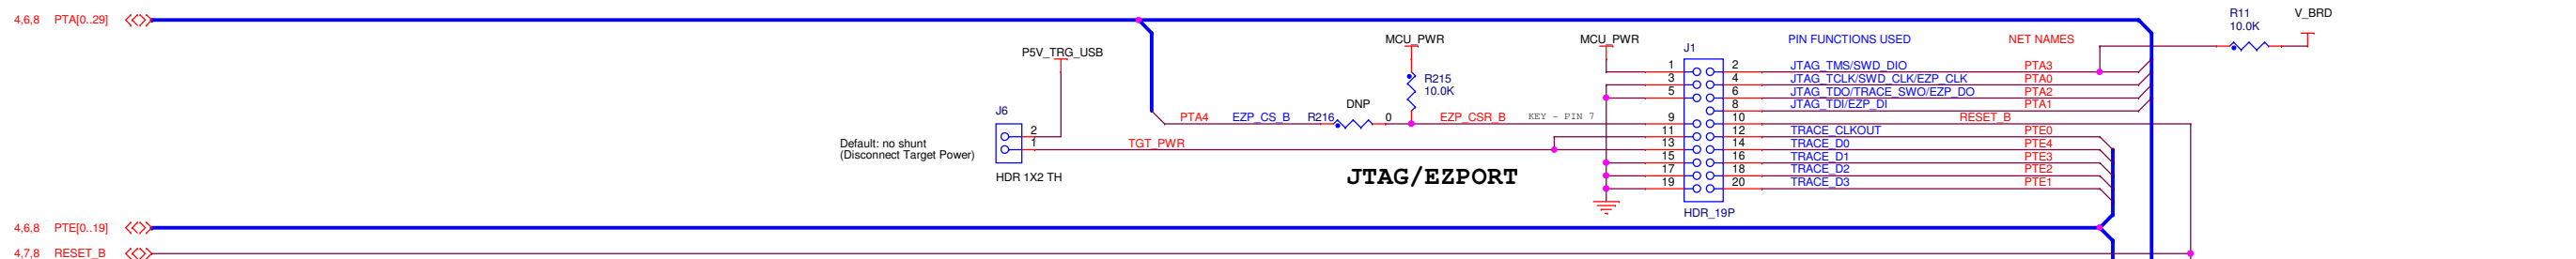 4,6,8 PTA[0..29]
R11
10.0K
V_BRD
MCU_PWR
MCU_PWR
PIN FUNCTIONS USED
NET NAMES
P5V_TRG_USB
J1
R215
10.0K
1
2
JTAG_TMS/SWD_DIO
PTA3
3
4
JTAG_TCLK/SWD_CLK/EZP_CLK
PTA0
5
6
JTAG_TDO/TRACE_SWO/EZP_DO
PTA2
8
JTAG_TDI/EZP_DI
PTA1
DNP
PTA4
EZP_CS_B
R216
0
EZP_CSR_B
KEY - PIN 7
9
10
RESET_B
J6
2
1
11
12
TRACE_CLKOUT
PTE0
Default: no shunt
(Disconnect Target Power)
TGT_PWR
13
14
TRACE_D0
PTE4
15
16
TRACE_D1
PTE3
17
18
TRACE_D2
PTE2
19
20
TRACE_D3
PTE1
HDR 1X2 TH
JTAG/EZPORT
HDR_19P
4,6,8 PTE[0..19]
4,7,8 RESET_B